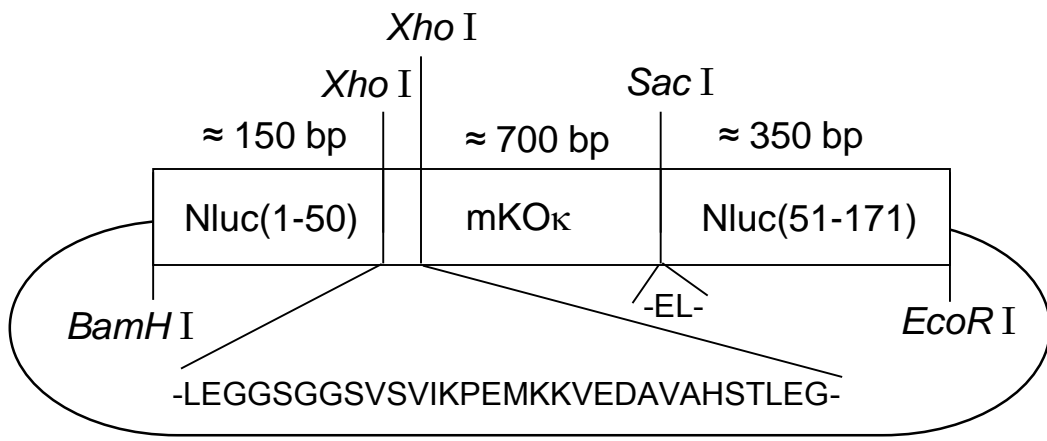 Xho I
Xho I
Sac I
≈ 150 bp
≈ 700 bp
≈ 350 bp
Nluc(1-50)
mKOκ
Nluc(51-171)
-EL-
BamH I
EcoR I
-LEGGSGGSVSVIKPEMKKVEDAVAHSTLEG-